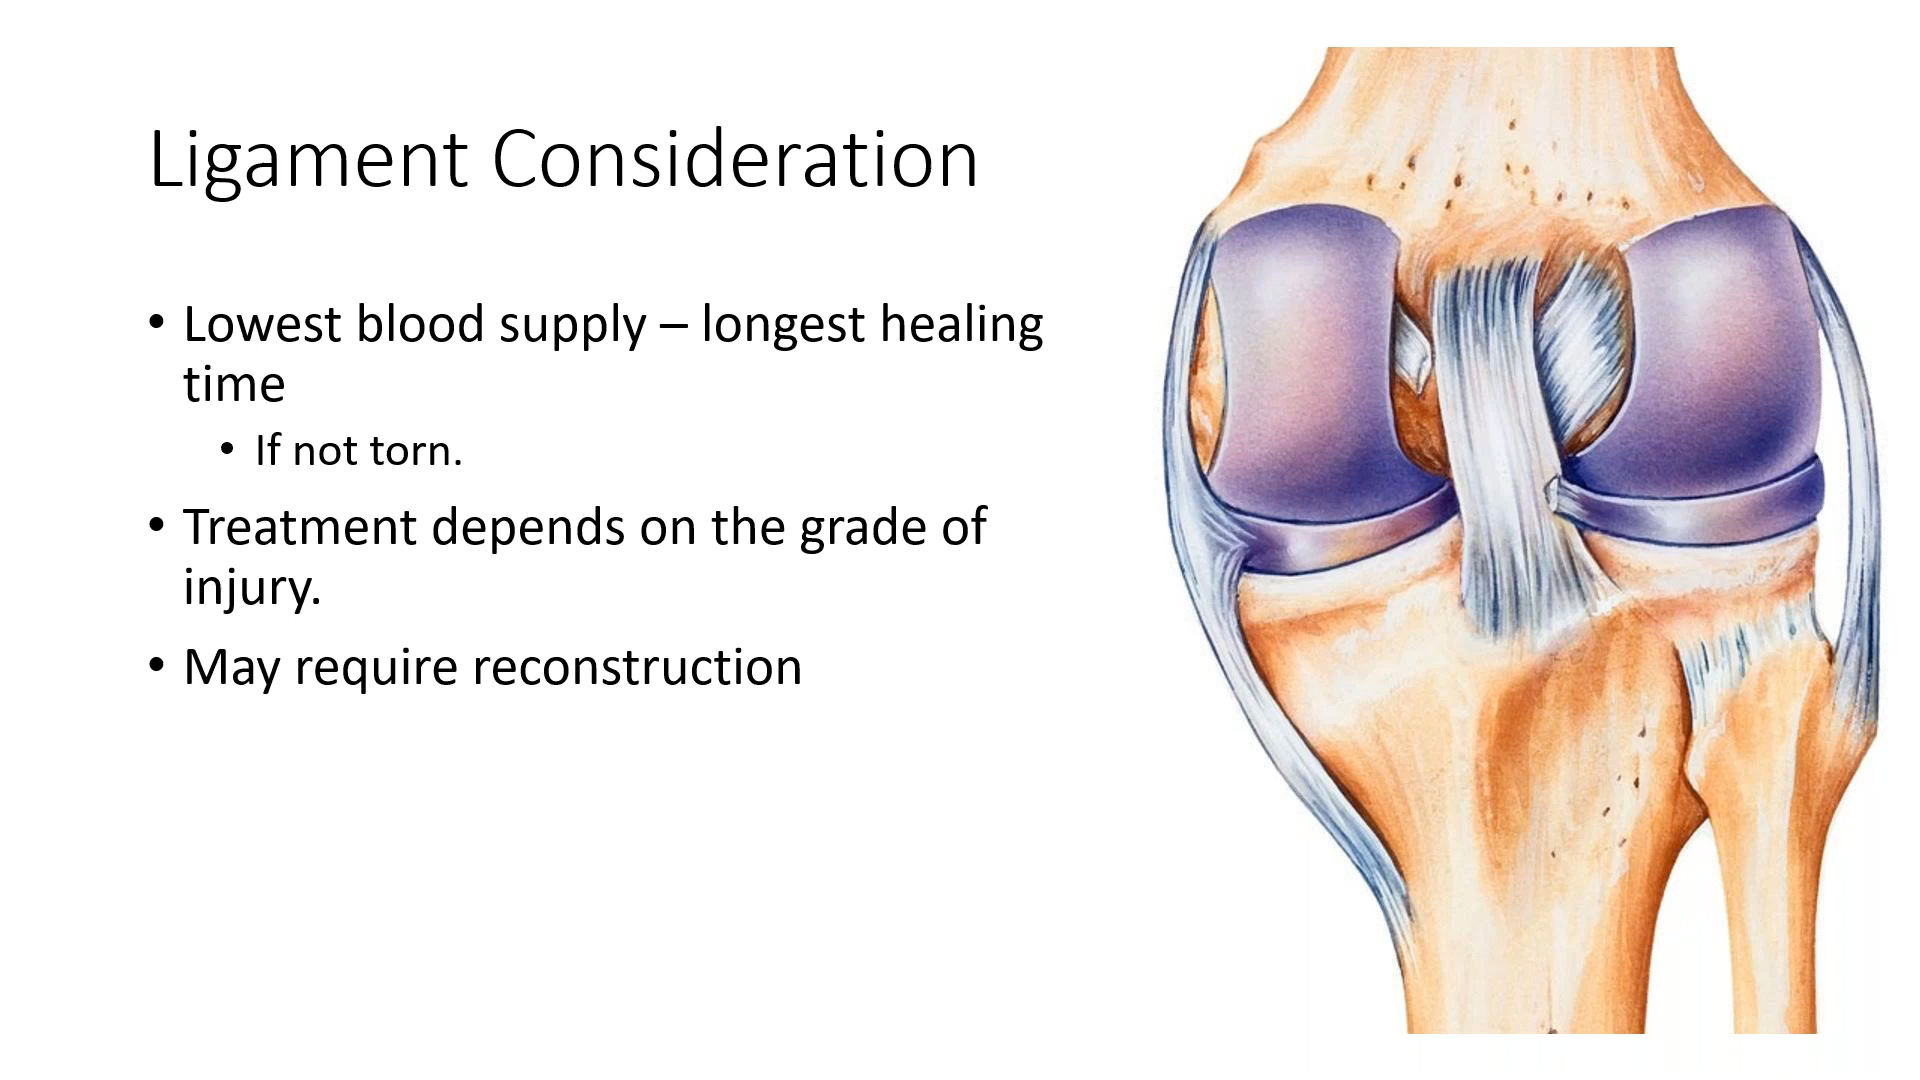 Ligament Consideration
• Lowest blood supply – longest healing
time
• If not torn.
• Treatment depends on the grade of
injury.
• May require reconstruction